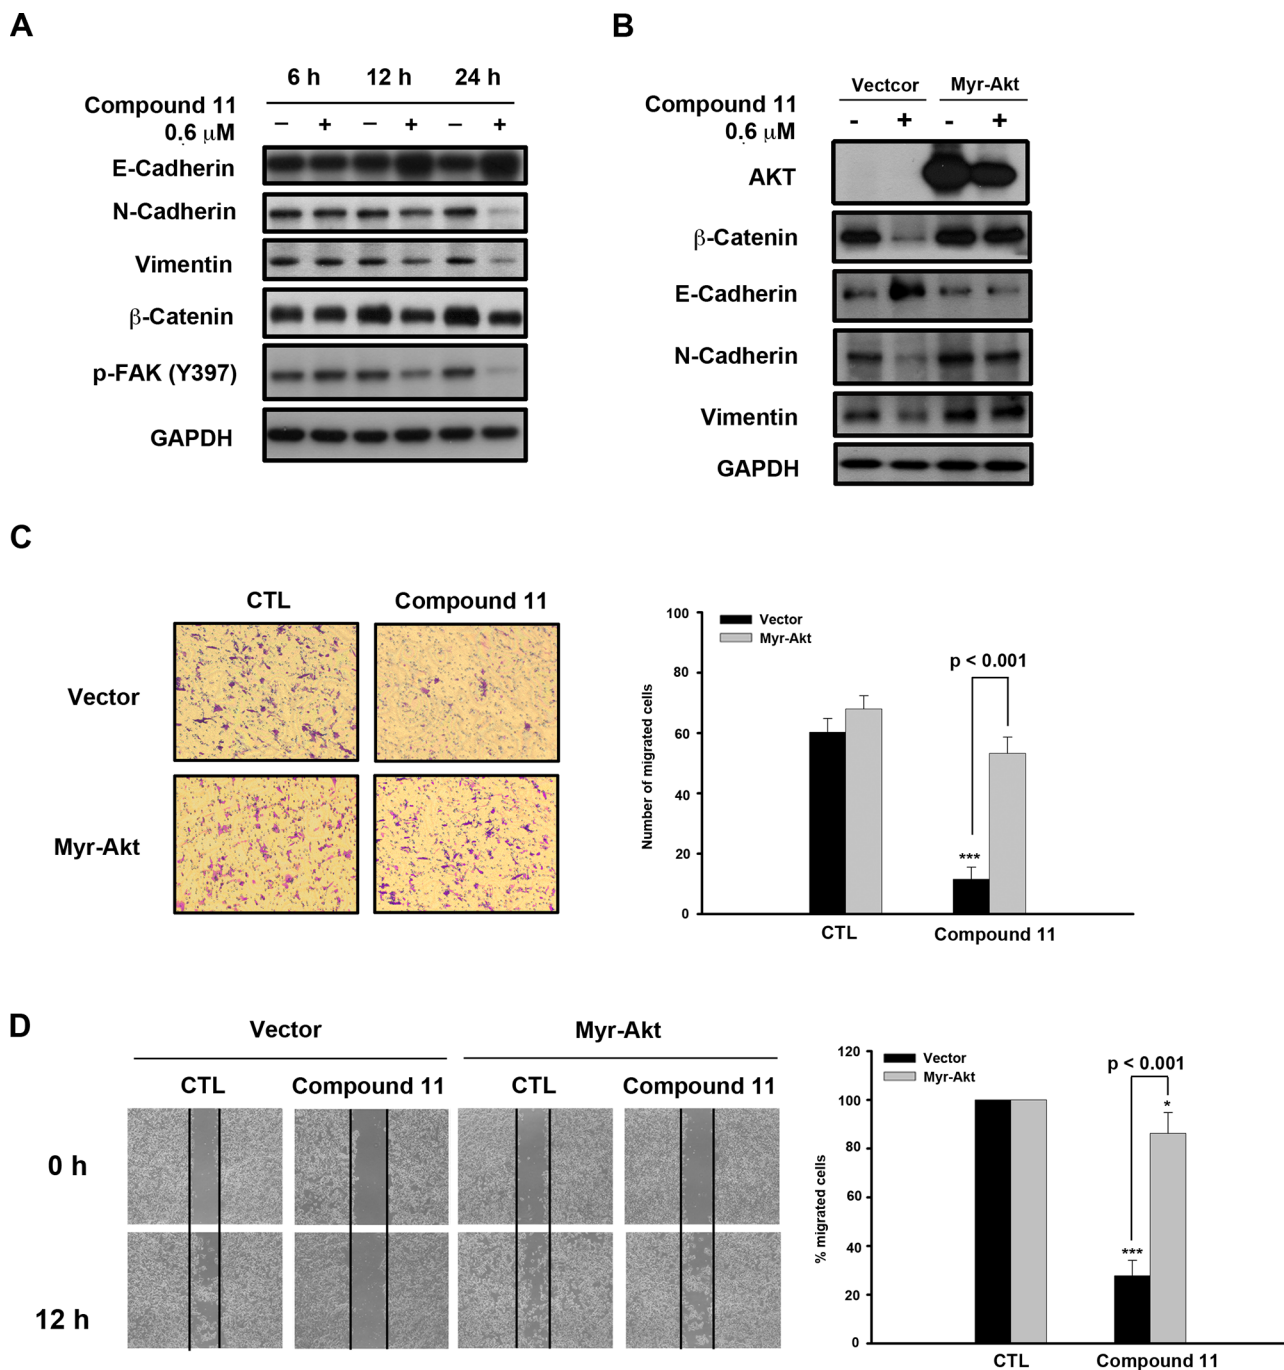 A
6 h 12 h 24 h
Compound 11
0.6 μM
– + – + – +
E-Cadherin
N-Cadherin
Vimentin
β-Catenin
p-FAK (Y397)
GAPDH
B
Vectcor Myr-Akt
Compound 11
0.6 μM
- + - +
AKT
β-Catenin
E-Cadherin
N-Cadherin
Vimentin
GAPDH
C
CTL Compound 11
Vector
Myr-Akt
Number of migrated cells
100
80
60
40
20
0
Vector
Myr-Akt
p < 0.001
***
CTL Compound 11
D
Vector Myr-Akt
CTL Compound 11 CTL Compound 11
0 h
12 h
% migrated cells
120
100
80
60
40
20
0
Vector
Myr-Akt
p < 0.001
*
***
CTL Compound 11